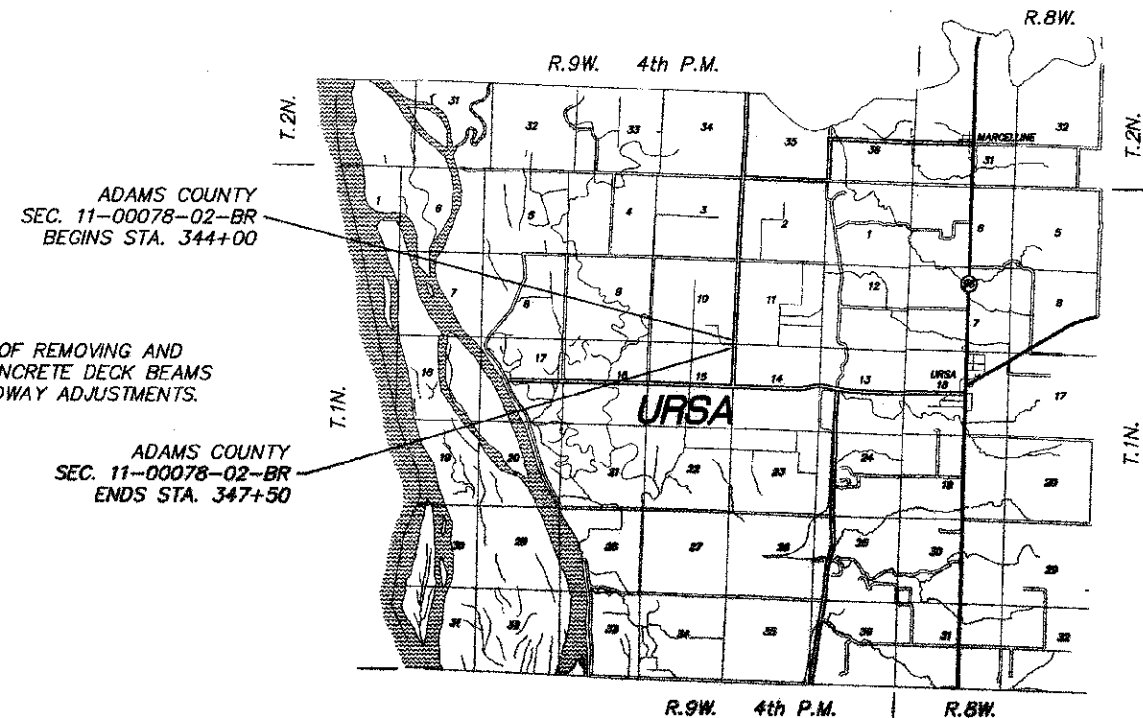 R.8W.
R.9W. 4th P.M.
T.2N.
T.2N.
31 32 33 34 35 36 31 32
MARCELLINE
ADAMS COUNTY
SEC. 11-00078-02-BR
BEGINS STA. 344+00
1 6 5 4 3 2 1 6 5
7 8 9 10 11 12 7 8
OF REMOVING AND
NCRETE DECK BEAMS
DWAY ADJUSTMENTS.
18 17 16 15 14 13 18 17
URSA
URSA
T.1N.
T.1N.
ADAMS COUNTY
SEC. 11-00078-02-BR
ENDS STA. 347+50
19 20 21 22 23 24 19 20
30 29 28 27 26 25 30 29
31 32 33 34 35 36 31 32
R.9W. 4th P.M. R.8W.